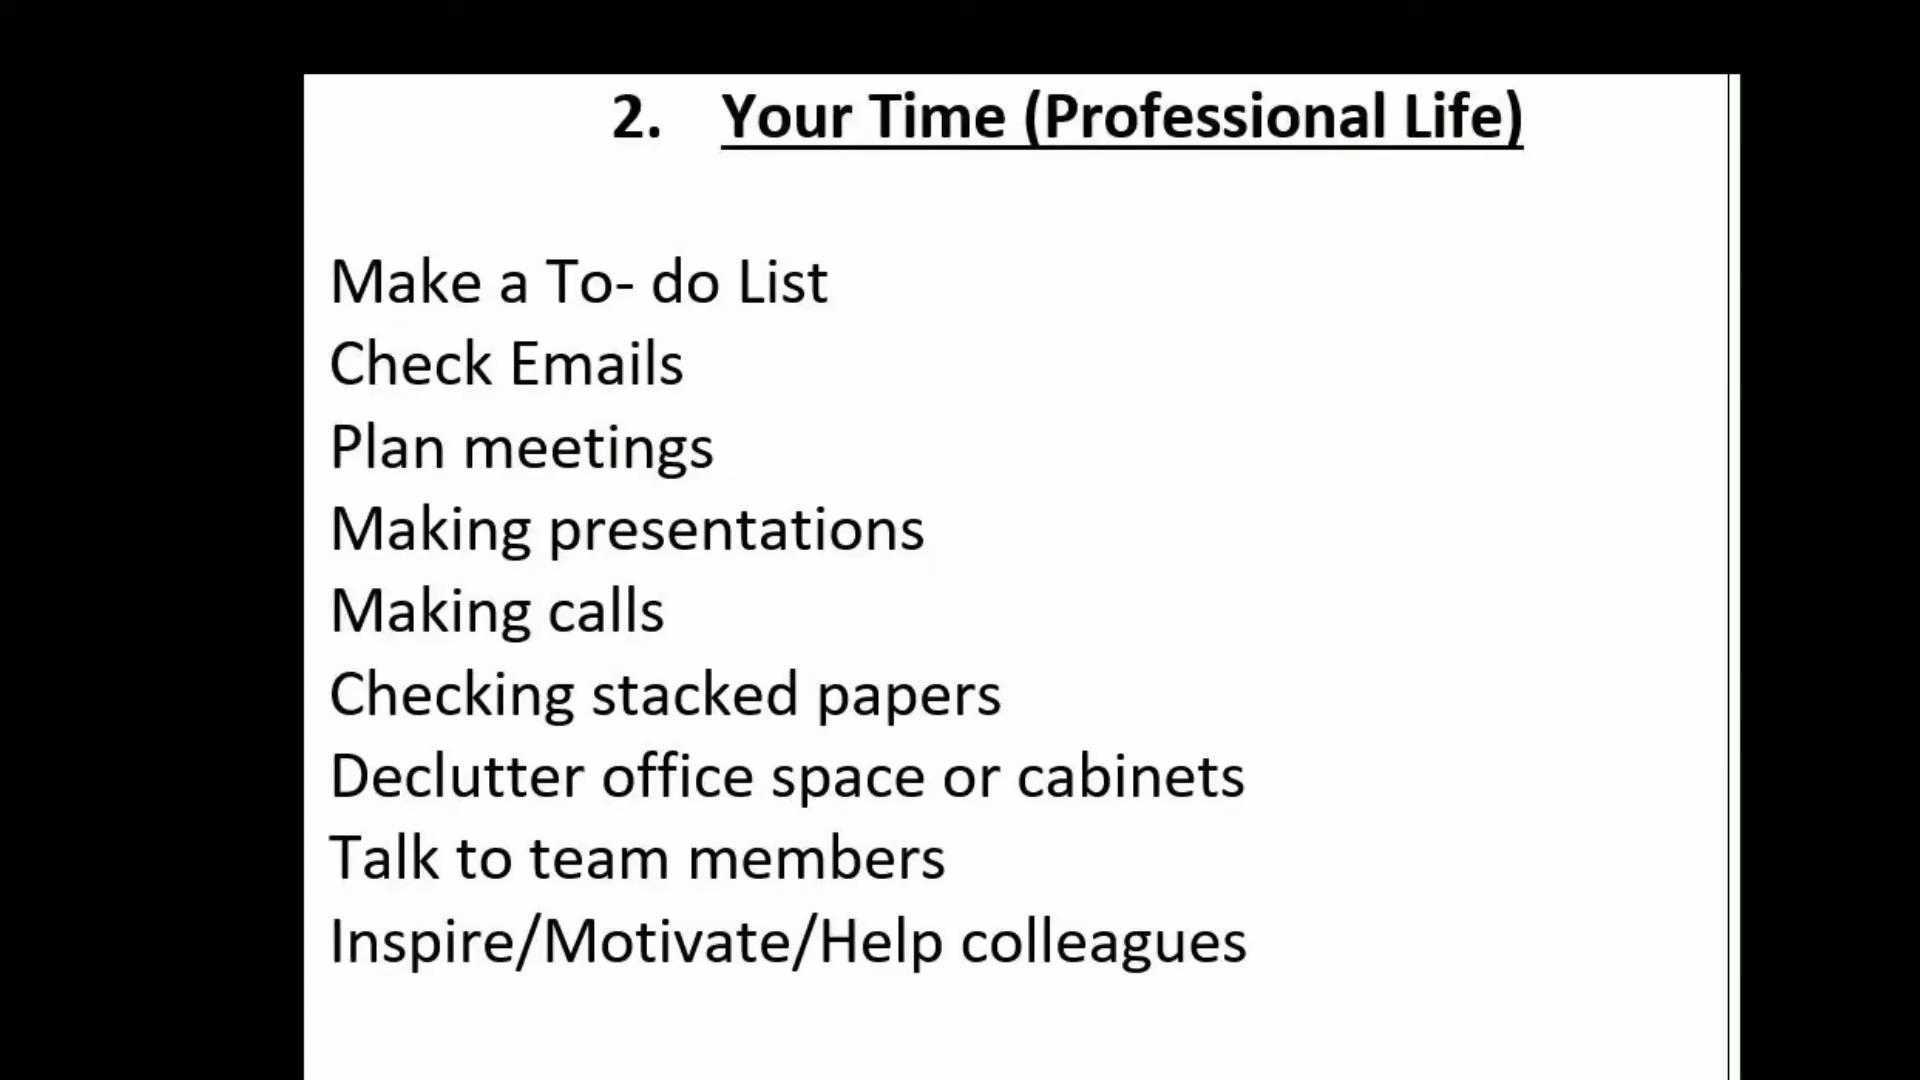 2. Your Time (Professional Life)
Make a To- do List
Check Emails
Plan meetings
Making presentations
Making calls
Checking stacked papers
Declutter office space or cabinets
Talk to team members
Inspire/Motivate/Help colleagues